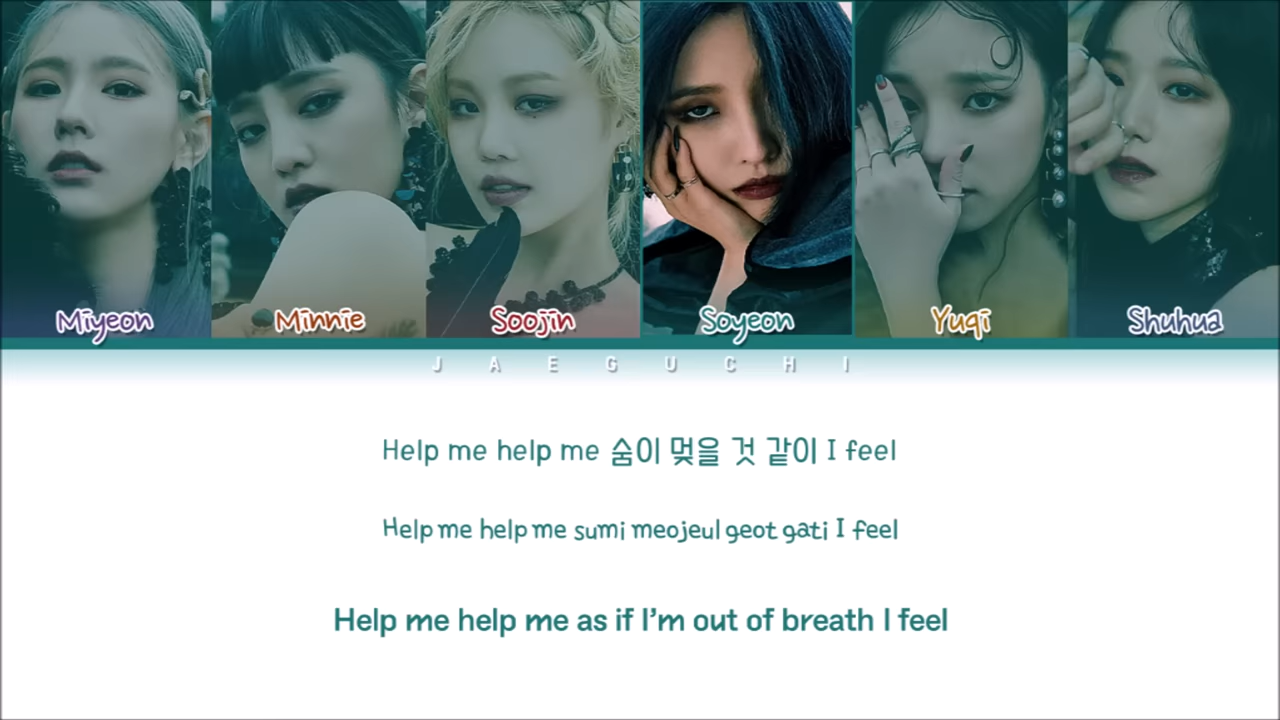 Miyeon Minnie Soojin Soyeon Yuqi Shuhua
JAEGUCHI
Help me help me 숨이 멎을 것 같이 I feel
Help me help me sumi meojeul geot gati I feel
Help me help me as if I'm out of breath I feel